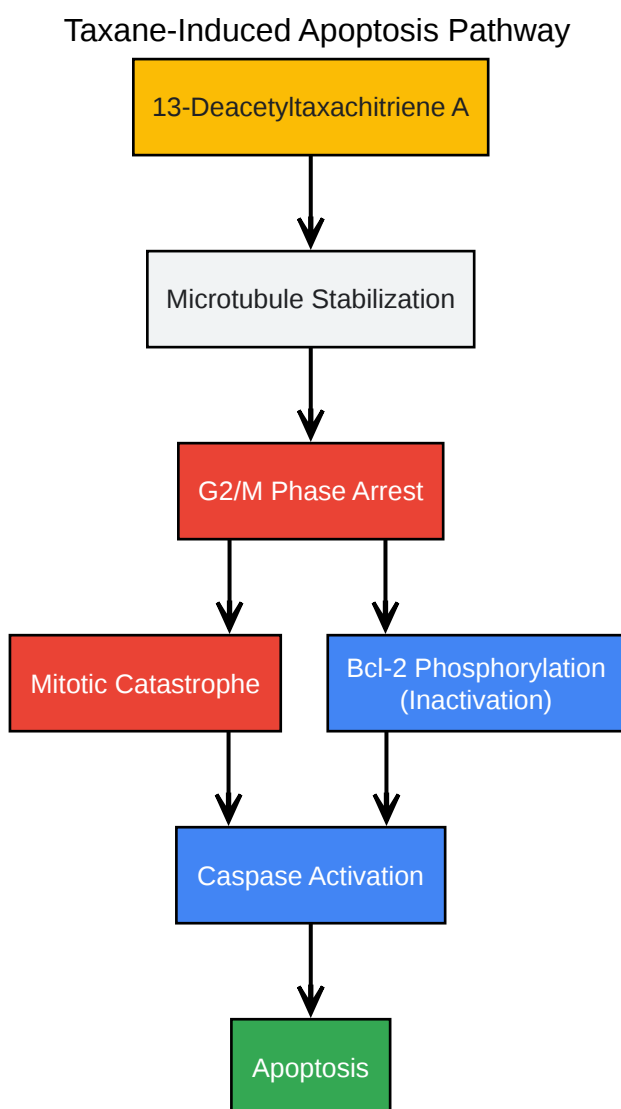 Taxane-Induced Apoptosis Pathway
13-Deacetyltaxachitriene A
Microtubule Stabilization
G2/M Phase Arrest
Mitotic Catastrophe
Bcl-2 Phosphorylation
(Inactivation)
Caspase Activation
Apoptosis